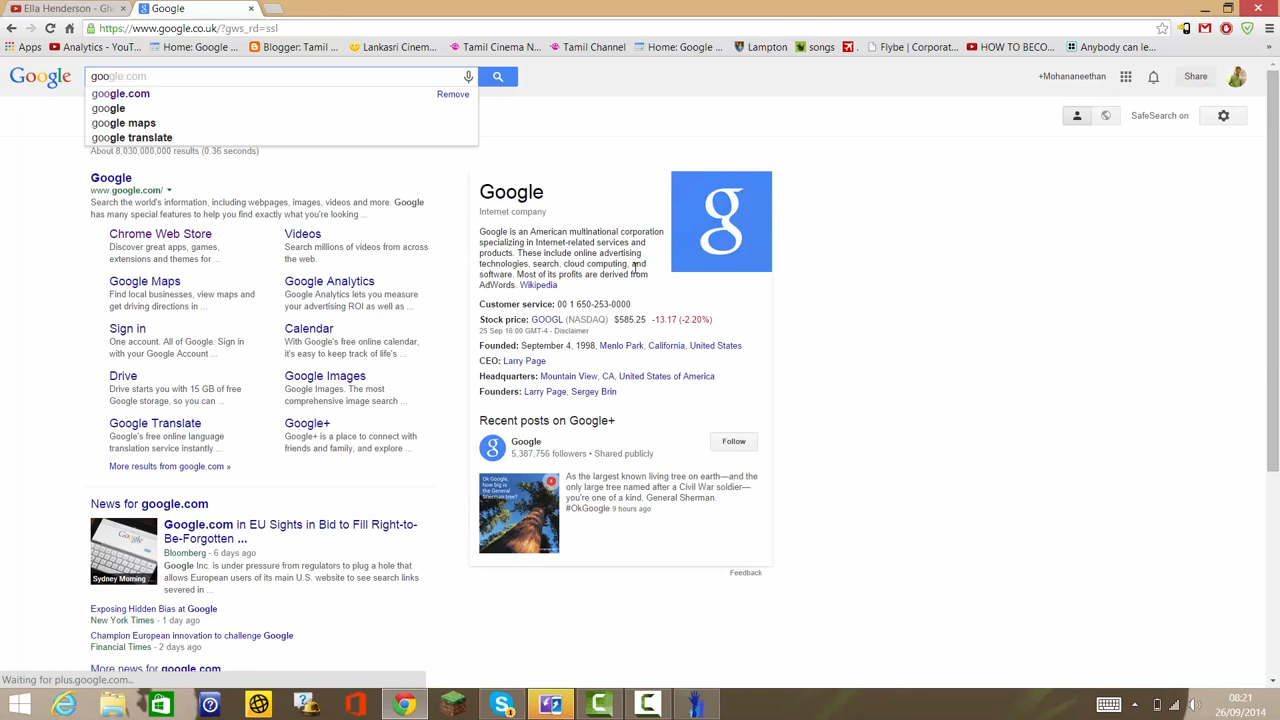 Ella Henderson - Gh
Google
https://www.google.co.uk/?gws_rd=ssl
Apps
Analytics - YouT...
Home: Google...
Blogger: Tamil ...
Lankasri Cinem...
Tamil Cinema N...
Tamil Channel
Home: Google...
Lampton
songs
Flybe | Corporat...
HOW TO BECO...
Anybody can le...
Google
google.com
+Mohananeethan
Share
google.com
Remove
google
google maps
google translate
SafeSearch on
About 8,030,000,000 results (0.36 seconds)
Google
www.google.com/
Search the world's information, including webpages, images, videos and more. Google
has many special features to help you find exactly what you're looking ...
Chrome Web Store
Discover great apps, games,
extensions and themes for ...
Videos
Search millions of videos from across
the web.
Google Maps
Find local businesses, view maps and
get driving directions in ...
Google Analytics
Google Analytics lets you measure
your advertising ROI as well as ...
Sign in
One account. All of Google. Sign in
with your Google Account ...
Calendar
With Google's free online calendar,
it's easy to keep track of life's ...
Drive
Drive starts you with 15 GB of free
Google storage, so you can ...
Google Images
Google Images. The most
comprehensive image search ...
Google Translate
Google's free online language
translation service instantly ...
Google+
Google+ is a place to connect with
friends and family, and explore ...
More results from google.com »
News for google.com
Google.com in EU Sights in Bid to Fill Right-to-
Be-Forgotten ...
Bloomberg - 6 days ago
Google Inc. is under pressure from regulators to plug a hole that
allows European users of its main U.S. website to see search links
severed in ...
Sydney Morning ...
Exposing Hidden Bias at Google
New York Times - 1 day ago
Champion European innovation to challenge Google
Financial Times - 2 days ago
More news for google.com
Google
Internet company
Google is an American multinational corporation
specializing in Internet-related services and
products. These include online advertising
technologies, search, cloud computing, and
software. Most of its profits are derived from
AdWords. Wikipedia
g
Customer service: 00 1 650-253-0000
Stock price: GOOGL (NASDAQ) $585.25 -13.17 (-2.20%)
25 Sep 16:00 GMT-4 - Disclaimer
Founded: September 4, 1998, Menlo Park, California, United States
CEO: Larry Page
Headquarters: Mountain View, CA, United States of America
Founders: Larry Page, Sergey Brin
Recent posts on Google+
g
Google
5,387,756 followers • Shared publicly
Follow
Ok Google,
how big is
the General
Sherman tree?
As the largest known living tree on earth—and the
only large tree named after a Civil War soldier—
you're one of a kind, General Sherman.
#OkGoogle 9 hours ago
Feedback
Waiting for plus.google.com...
08:21
26/09/2014